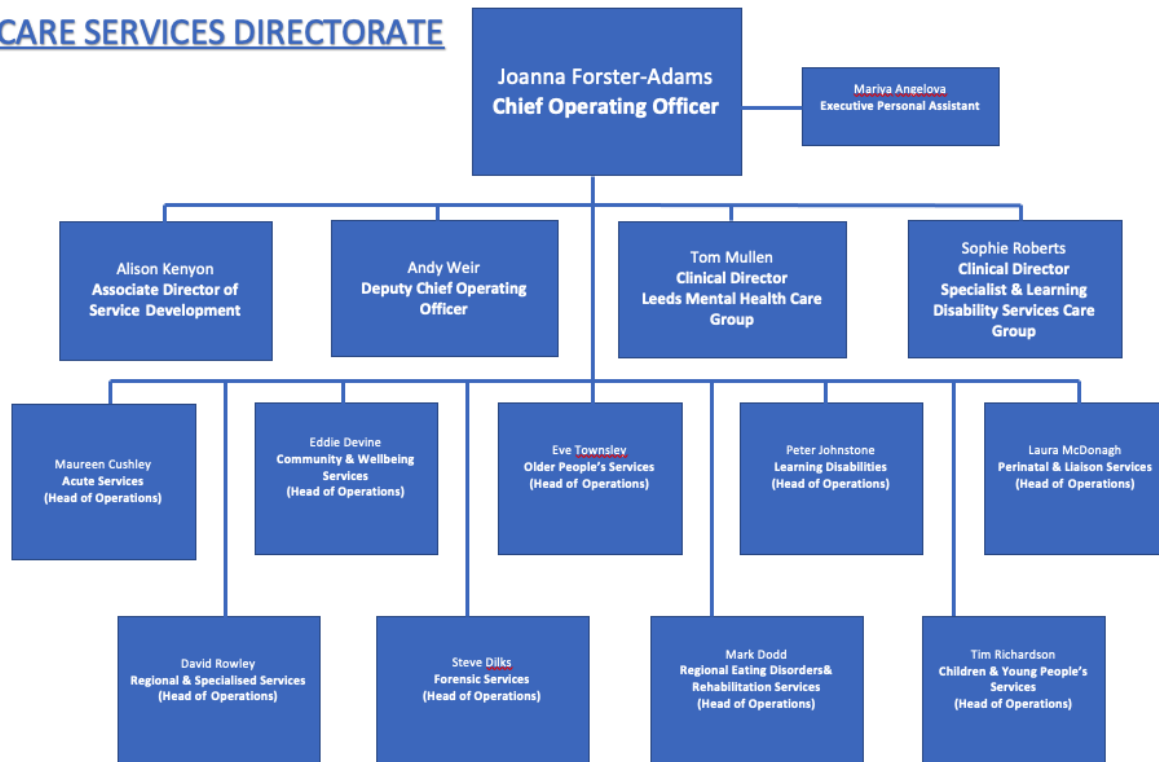 CARE SERVICES DIRECTORATE
Joanna Forster-Adams
Chief Operating Officer
Mariya Angelova
Executive Personal Assistant
Alison Kenyon
Associate Director of
Service Development
Andy Weir
Deputy Chief Operating
Officer
Tom Mullen
Clinical Director
Leeds Mental Health Care
Group
Sophie Roberts
Clinical Director
Specialist & Learning
Disability Services Care
Group
Maureen Cushley
Acute Services
(Head of Operations)
Eddie Devine
Community & Wellbeing
Services
(Head of Operations)
Eve Townsley
Older People's Services
(Head of Operations)
Peter Johnstone
Learning Disabilities
(Head of Operations)
Laura McDonagh
Perinatal & Liaison Services
(Head of Operations)
David Rowley
Regional & Specialised Services
(Head of Operations)
Steve Dilks
Forensic Services
(Head of Operations)
Mark Dodd
Regional Eating Disorders&
Rehabilitation Services
(Head of Operations)
Tim Richardson
Children & Young People's
Services
(Head of Operations)